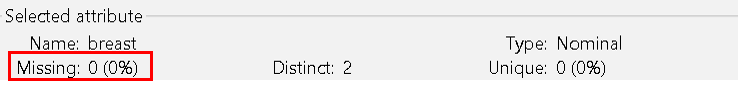 Selected attribute
Name: breast Type: Nominal
Missing: 0 (0%) Distinct: 2 Unique: 0 (0%)